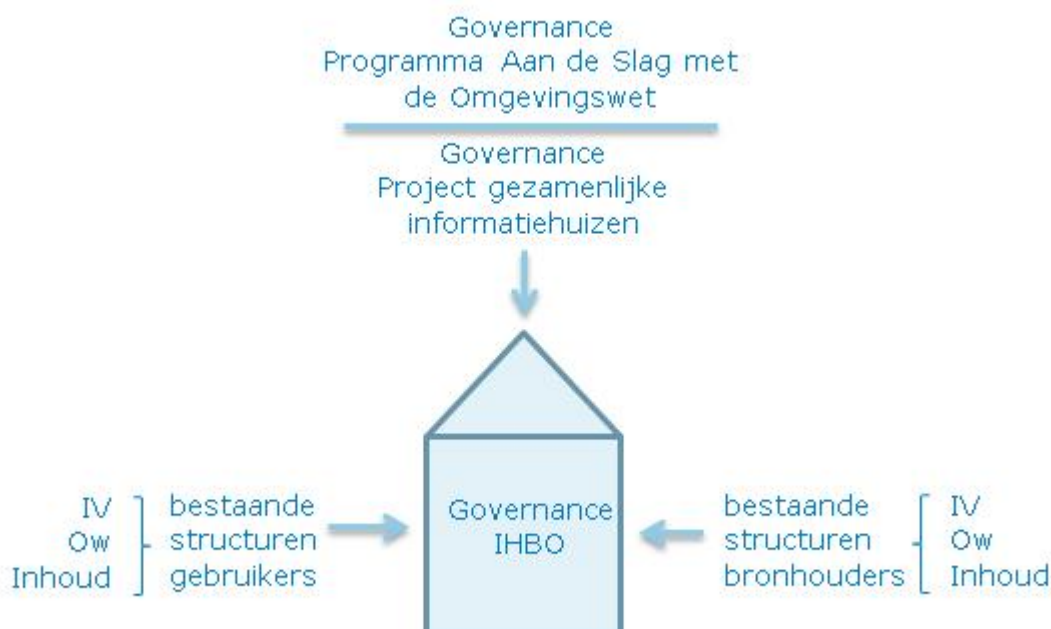 Governance
Programma Aan de Slag met
de Omgevingswet
Governance
Project gezamenlijke
informatiehuizen
IV
Ow
Inhoud
bestaande
structuren
gebruikers
Governance
IHBO
bestaande
structuren
bronhouders
IV
Ow
Inhoud